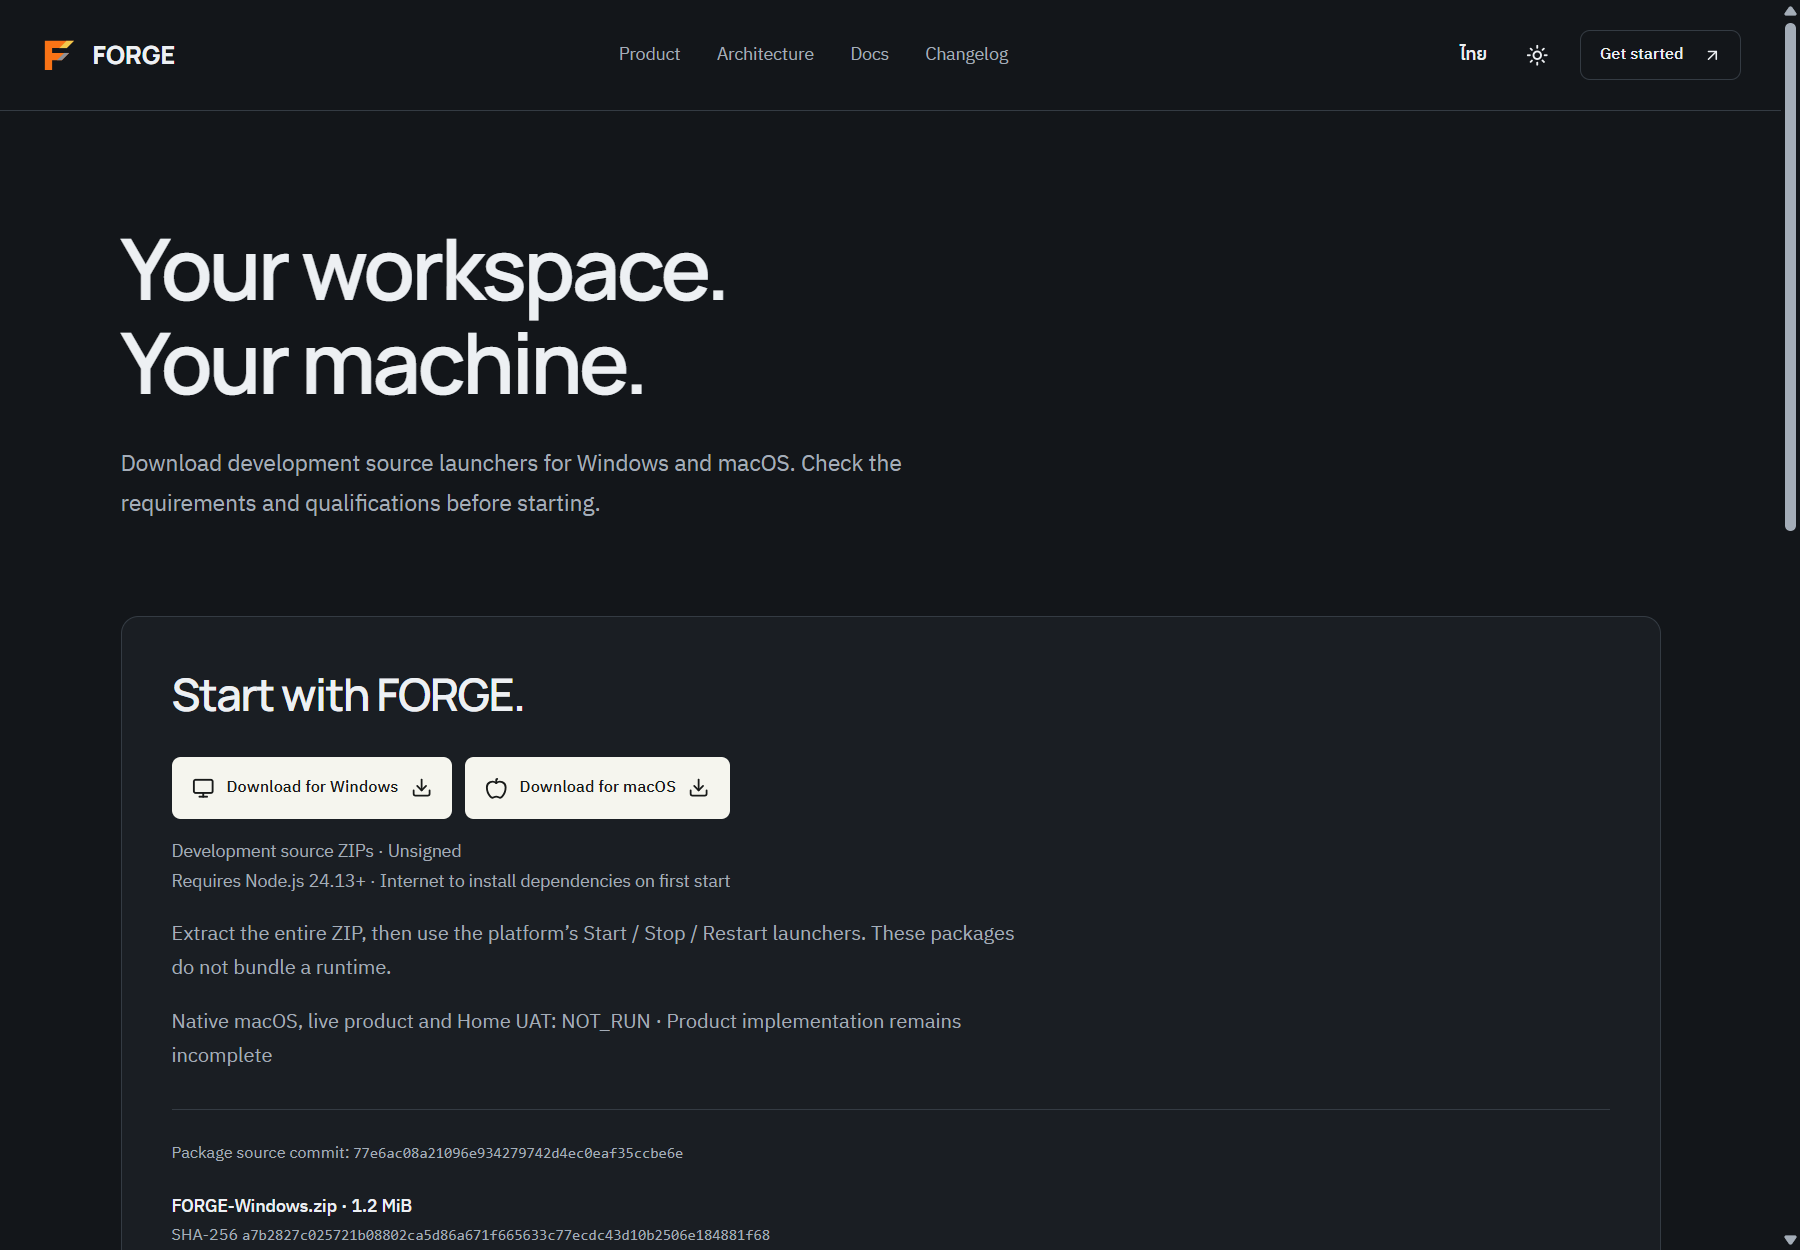 FORGE
Product
Architecture
Docs
Changelog
ไทย
Get started
Your workspace.
Your machine.
Download development source launchers for Windows and macOS. Check the
requirements and qualifications before starting.
Start with FORGE.
Download for Windows
Download for macOS
Development source ZIPs · Unsigned
Requires Node.js 24.13+ · Internet to install dependencies on first start
Extract the entire ZIP, then use the platform’s Start / Stop / Restart launchers. These packages
do not bundle a runtime.
Native macOS, live product and Home UAT: NOT_RUN · Product implementation remains
incomplete
Package source commit: 77e6ac08a21096e934279742d4ec0eaf35ccbe6e
FORGE-Windows.zip · 1.2 MiB
SHA-256 a7b2827c025721b08802ca5d86a671f665633c77ecdc43d10b2506e184881f68